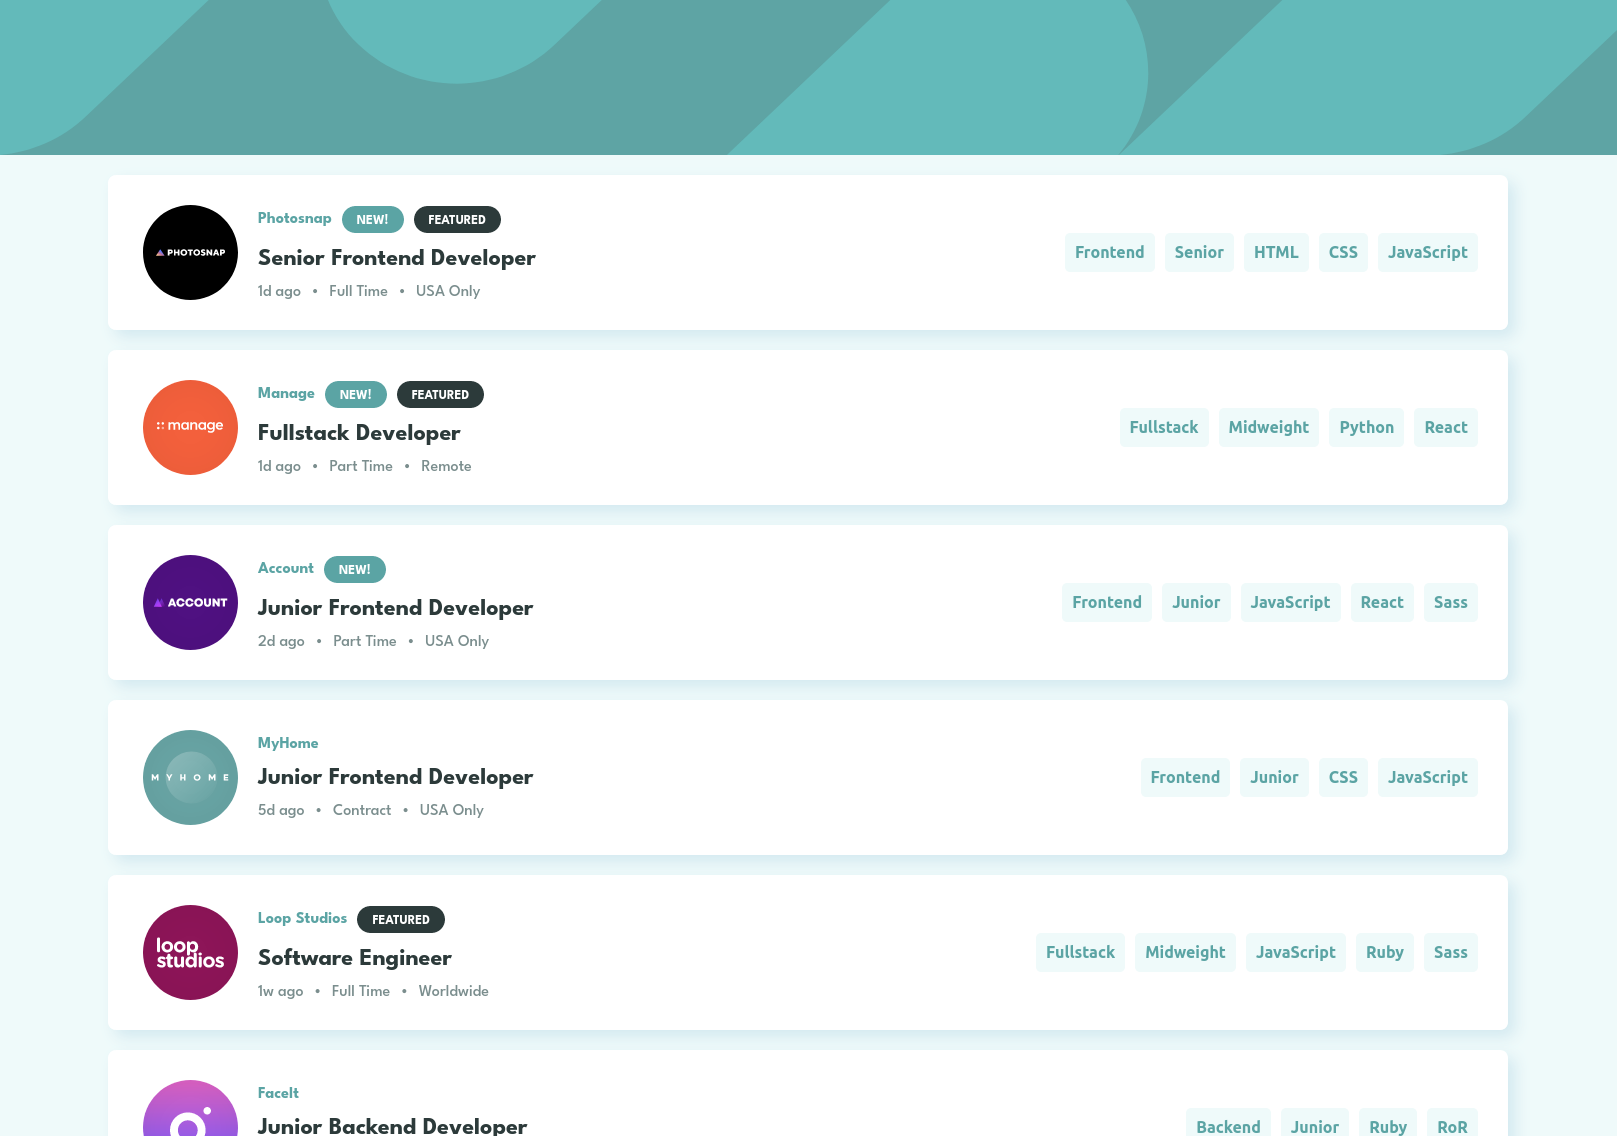 PHOTOSNAP
Photosnap NEW! FEATURED
Senior Frontend Developer
1d ago • Full Time • USA Only
Frontend Senior HTML CSS JavaScript
manage
Manage NEW! FEATURED
Fullstack Developer
1d ago • Part Time • Remote
Fullstack Midweight Python React
ACCOUNT
Account NEW!
Junior Frontend Developer
2d ago • Part Time • USA Only
Frontend Junior JavaScript React Sass
MYHOME
MyHome
Junior Frontend Developer
5d ago • Contract • USA Only
Frontend Junior CSS JavaScript
loop
studios
Loop Studios FEATURED
Software Engineer
1w ago • Full Time • Worldwide
Fullstack Midweight JavaScript Ruby Sass
FaceIt
Junior Backend Developer
Backend Junior Ruby RoR